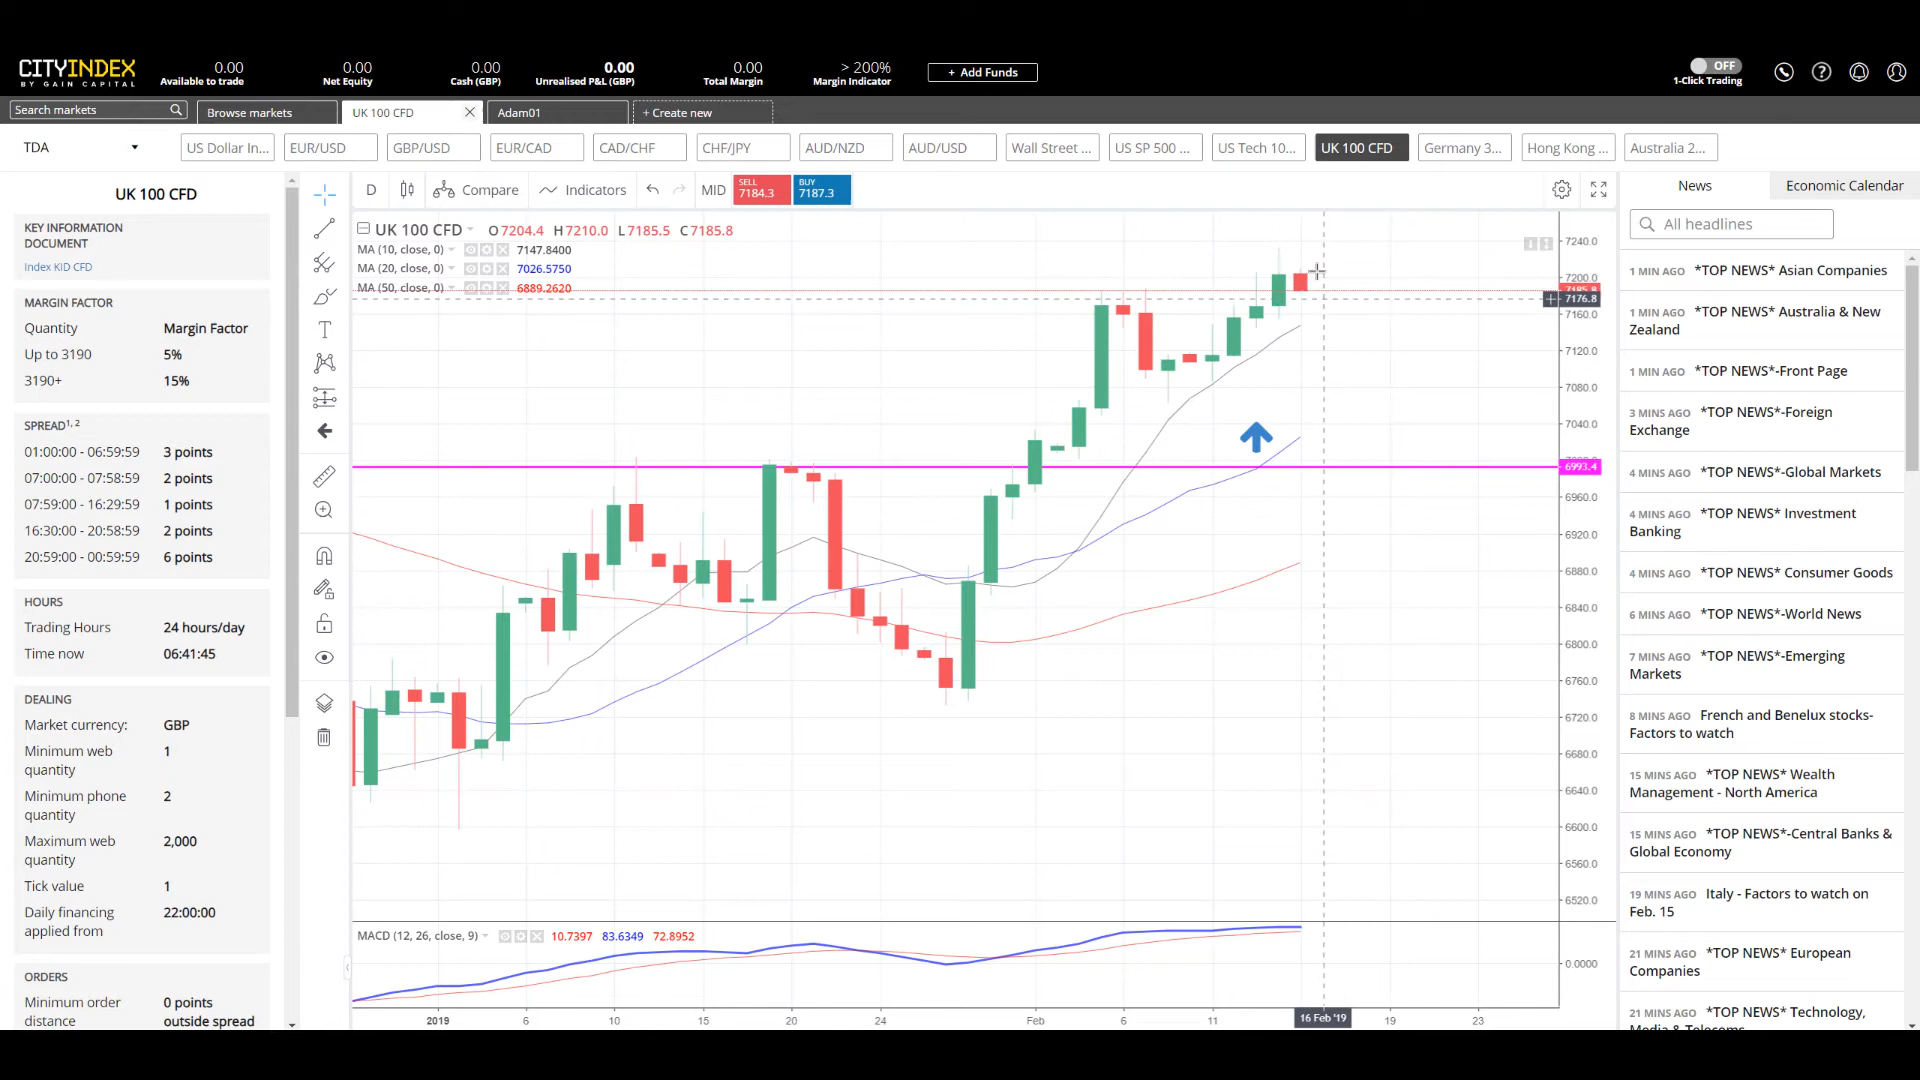 CITYINDEX
BY GAIN CAPITAL
0.00
Available to trade
0.00
Net Equity
0.00
Cash (GBP)
0.00
Unrealised P&L (GBP)
0.00
Total Margin
> 200%
Margin Indicator
+ Add Funds
OFF
1-Click Trading
Search markets
Browse markets
UK 100 CFD
Adam01
+ Create new
TDA
US Dollar In...
EUR/USD
GBP/USD
EUR/CAD
CAD/CHF
CHF/JPY
AUD/NZD
AUD/USD
Wall Street ...
US SP 500 ...
US Tech 10...
UK 100 CFD
Germany 3...
Hong Kong ...
Australia 2...
UK 100 CFD
KEY INFORMATION
DOCUMENT
Index KID CFD
MARGIN FACTOR
Quantity Margin Factor
Up to 3190 5%
3190+ 15%
SPREAD1, 2
01:00:00 - 06:59:59 3 points
07:00:00 - 07:58:59 2 points
07:59:00 - 16:29:59 1 points
16:30:00 - 20:58:59 2 points
20:59:00 - 00:59:59 6 points
HOURS
Trading Hours 24 hours/day
Time now 06:41:45
DEALING
Market currency: GBP
Minimum web 1
quantity
Minimum phone 2
quantity
Maximum web 2,000
quantity
Tick value 1
Daily financing 22:00:00
applied from
ORDERS
Minimum order 0 points
distance outside spread
D
Compare
Indicators
MID
SELL
7184.3
BUY
7187.3
UK 100 CFD O7204.4 H7210.0 L7185.5 C7185.8
MA (10, close, 0) 7147.8400
MA (20, close, 0) 7026.5750
MA (50, close, 0) 6889.2620
7240.0
7200.0
7185.8
7176.8
7160.0
7120.0
7080.0
7040.0
6993.4
6960.0
6920.0
6880.0
6840.0
6800.0
6760.0
6720.0
6680.0
6640.0
6600.0
6560.0
6520.0
MACD (12, 26, close, 9) 10.7397 83.6349 72.8952
0.0000
2019
6
10
15
20
24
Feb
6
11
16 Feb '19
19
23
News
Economic Calendar
All headlines
1 MIN AGO *TOP NEWS* Asian Companies
1 MIN AGO *TOP NEWS* Australia & New
Zealand
1 MIN AGO *TOP NEWS*-Front Page
3 MINS AGO *TOP NEWS*-Foreign
Exchange
4 MINS AGO *TOP NEWS*-Global Markets
4 MINS AGO *TOP NEWS* Investment
Banking
4 MINS AGO *TOP NEWS* Consumer Goods
6 MINS AGO *TOP NEWS*-World News
7 MINS AGO *TOP NEWS*-Emerging
Markets
8 MINS AGO French and Benelux stocks-
Factors to watch
15 MINS AGO *TOP NEWS* Wealth
Management - North America
15 MINS AGO *TOP NEWS*-Central Banks &
Global Economy
19 MINS AGO Italy - Factors to watch on
Feb. 15
21 MINS AGO *TOP NEWS* European
Companies
21 MINS AGO *TOP NEWS* Technology,
Media & Telecoms